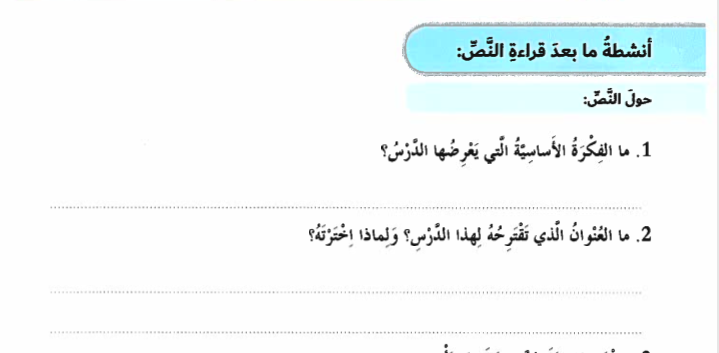 أنشطةُ ما بعدَ قراءةِ النَّصِّ:
حولَ النَّصِّ:
1. ما الفِكْرَةُ الأَساسِيَّةُ الَّتي يَعْرِضُها الدَّرْسُ؟
2. ما العُنْوانُ الَّذي تَقْتَرِحُهُ لِهذا الدَّرْسِ؟ وَلِماذا اِخْتَرْتَهُ؟